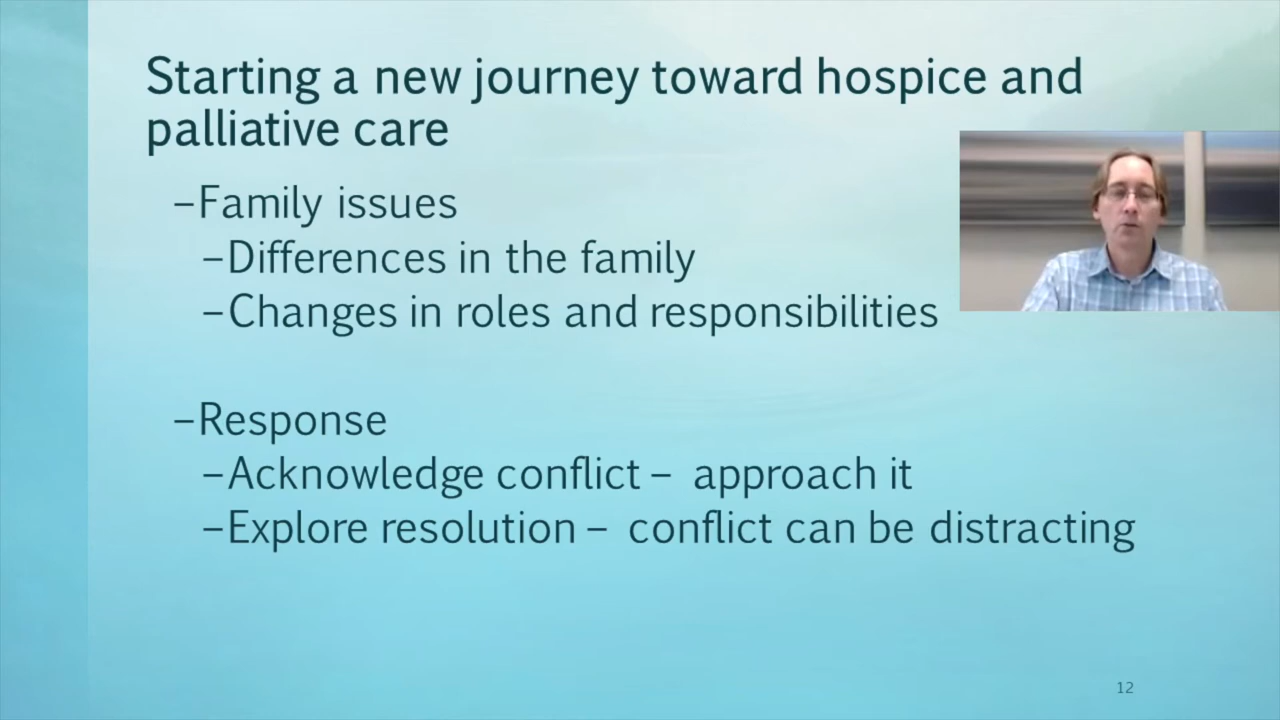 Starting a new journey toward hospice and
palliative care
–Family issues
–Differences in the family
–Changes in roles and responsibilities
–Response
–Acknowledge conflict – approach it
–Explore resolution – conflict can be distracting
12